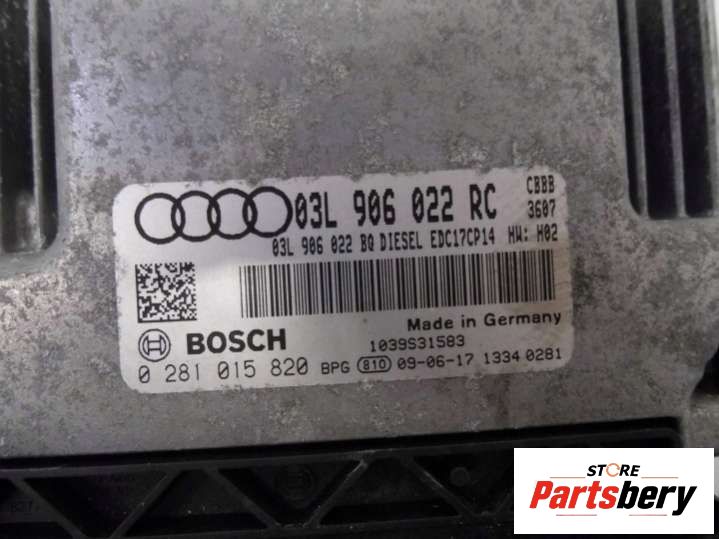 03L 906 022 RC
CBBB
3607
03L 906 022 BQ DIESEL EDC17CP14 HW: H02
Made in Germany
BOSCH
1039S31583
0 281 015 820 BPG 810 09-06-17 1334 0281
STORE
Partsbery